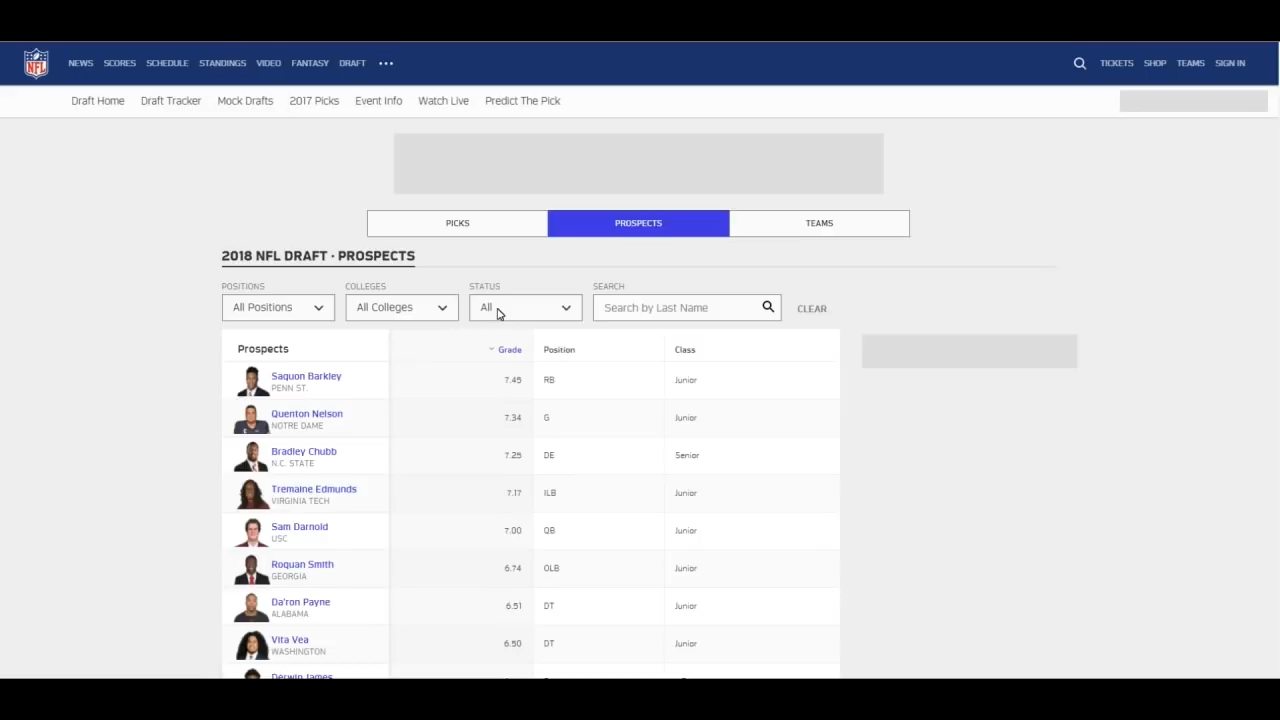 NFL
NEWS SCORES SCHEDULE STANDINGS VIDEO FANTASY DRAFT •••
TICKETS SHOP TEAMS SIGN IN
Draft Home Draft Tracker Mock Drafts 2017 Picks Event Info Watch Live Predict The Pick
PICKS PROSPECTS TEAMS
2018 NFL DRAFT · PROSPECTS
POSITIONS COLLEGES STATUS SEARCH
All Positions All Colleges All Search by Last Name CLEAR
Prospects Grade Position Class
Saquon Barkley 7.45 RB Junior
PENN ST.
Quenton Nelson 7.34 G Junior
NOTRE DAME
Bradley Chubb 7.25 DE Senior
N.C. STATE
Tremaine Edmunds 7.17 ILB Junior
VIRGINIA TECH
Sam Darnold 7.00 QB Junior
USC
Roquan Smith 6.74 OLB Junior
GEORGIA
Da'ron Payne 6.51 DT Junior
ALABAMA
Vita Vea 6.50 DT Junior
WASHINGTON
Derwin James